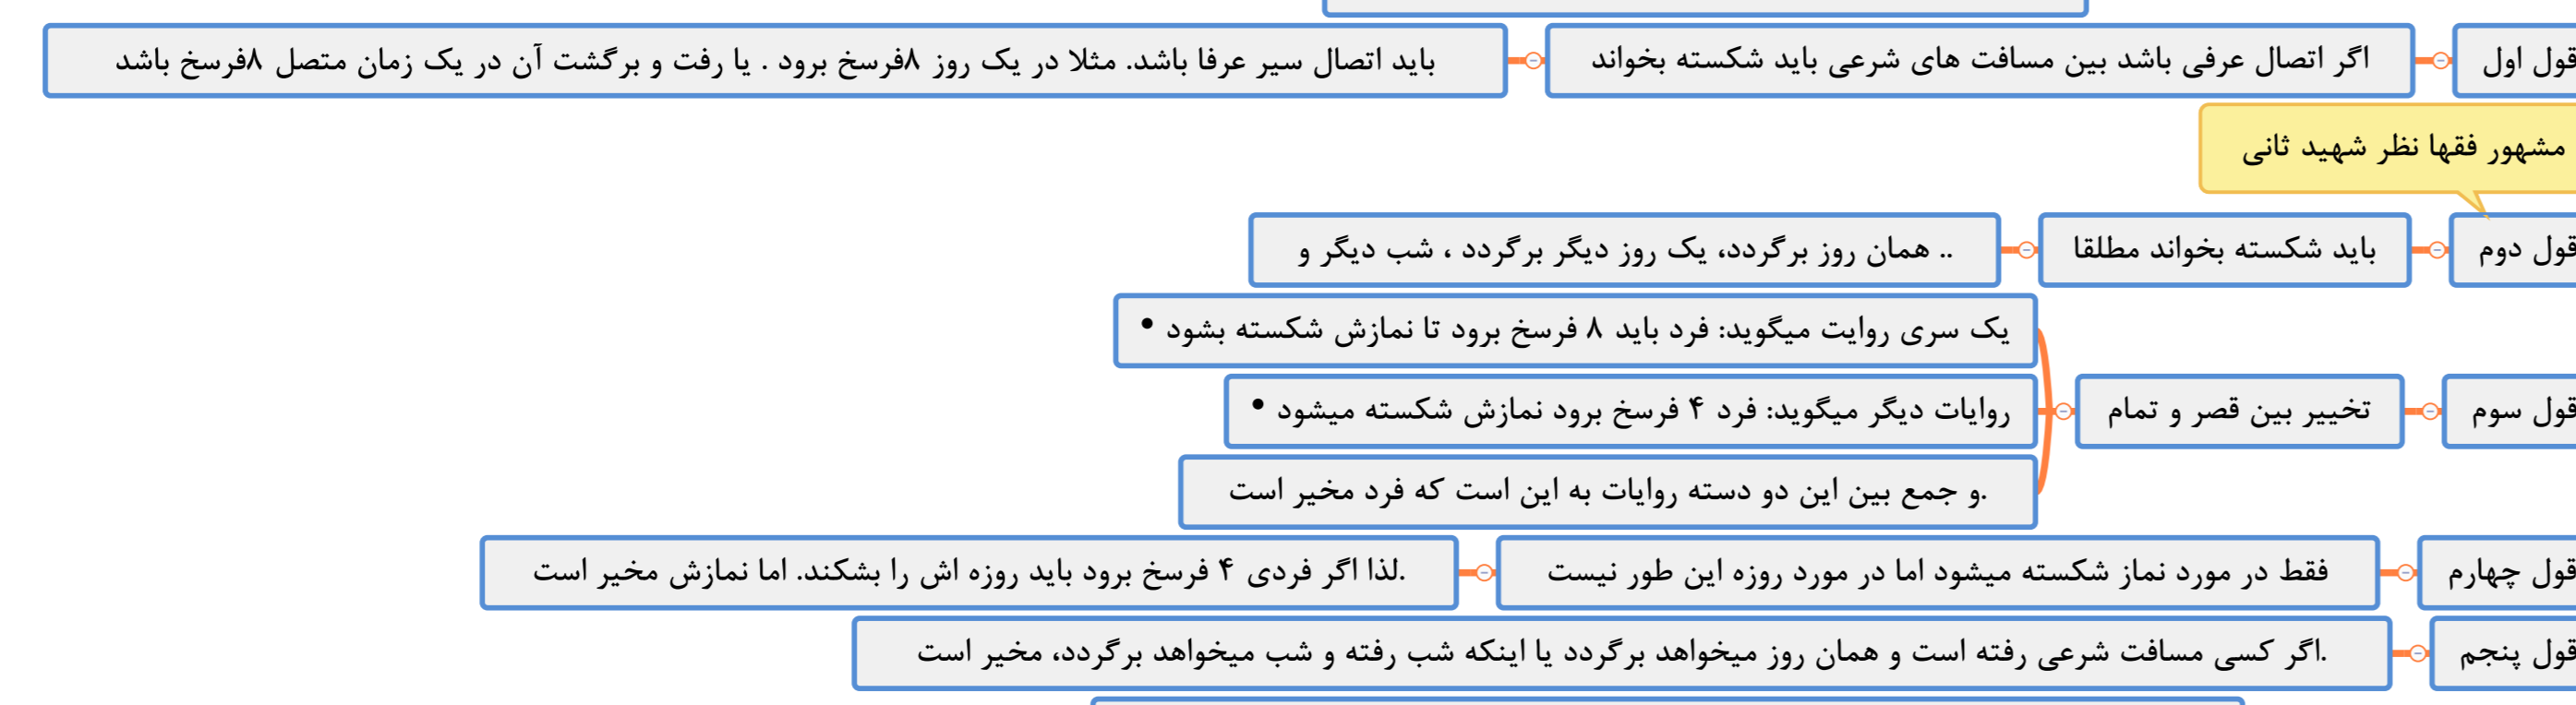 قول اول
اگر اتصال عرفی باشد بین مسافت های شرعی باید شکسته بخواند
باید اتصال سیر عرفا باشد. مثلا در یک روز ۸فرسخ برود . یا رفت و برگشت آن در یک زمان متصل ۸فرسخ باشد
مشهور فقها نظر شهید ثانی
قول دوم
باید شکسته بخواند مطلقا
.. همان روز برگردد، یک روز دیگر برگردد ، شب دیگر و
قول سوم
تخییر بین قصر و تمام
یک سری روایت میگوید: فرد باید ۸ فرسخ برود تا نمازش شکسته بشود •
روایات دیگر میگوید: فرد ۴ فرسخ برود نمازش شکسته میشود •
.و جمع بین این دو دسته روایات به این است که فرد مخیر است
قول چهارم
فقط در مورد نماز شکسته میشود اما در مورد روزه این طور نیست
.لذا اگر فردی ۴ فرسخ برود باید روزه اش را بشکند. اما نمازش مخیر است
قول پنجم
.اگر کسی مسافت شرعی رفته است و همان روز میخواهد برگردد یا اینکه شب رفته و شب میخواهد برگردد، مخیر است